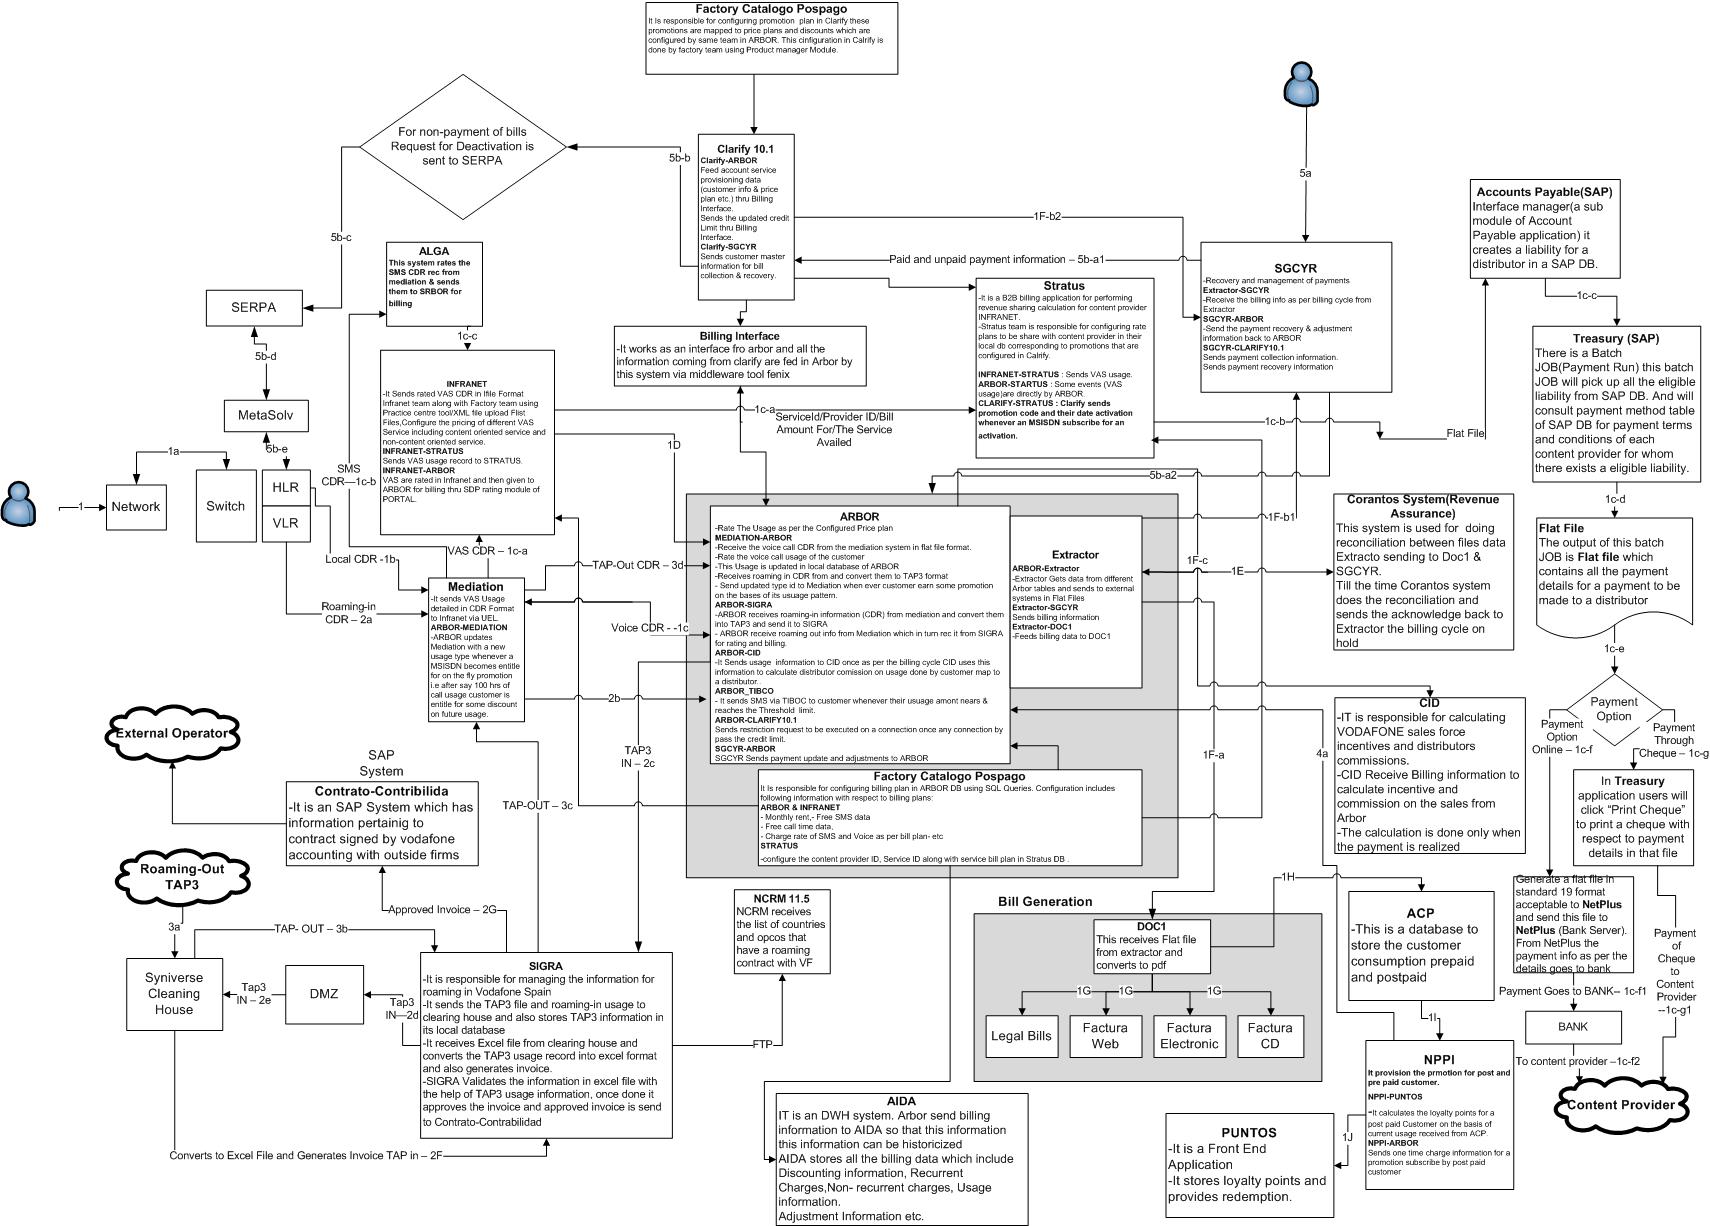 Factory Catalogo Pospago
It Is responsible for configuring promotion plan in Clarify these
promotions are mapped to price plans and discounts which are
configured by same team in ARBOR. This cinfiguration in Calrify is
done by factory team using Product manager Module.
For non-payment of bills
Request for Deactivation is
sent to SERPA
5b-b
Clarify 10.1
Clarify-ARBOR
Feed account service
provisioning data
(customer info & price
plan etc.) thru Billing
Interface.
Sends the updated credit
Limit thru Billing
Interface.
Clarify-SGCYR
Sends customer master
information for bill
collection & recovery.
5a
1F-b2
Paid and unpaid payment information – 5b-a1
5b-c
ALGA
This system rates the
SMS CDR rec from
mediation & sends
them to SRBOR for
billing
1c-c
SERPA
5b-d
MetaSolv
5b-e
SGCYR
-Recovery and management of payments
Extractor-SGCYR
-Receive the billing info as per billing cycle from
Extractor
SGCYR-ARBOR
-Send the payment recovery & adjustment
information back to ARBOR
SGCYR-CLARIFY10.1
Sends payment collection information.
Sends payment recovery information
Accounts Payable(SAP)
Interface manager(a sub
module of Account
Payable application) it
creates a liability for a
distributor in a SAP DB.
1c-c
Treasury (SAP)
There is a Batch
JOB(Payment Run) this batch
JOB will pick up all the eligible
liability from SAP DB. And will
consult payment method table
of SAP DB for payment terms
and conditions of each
content provider for whom
there exists a eligible liability.
1c-d
Stratus
-It is a B2B billing application for performing
revenue sharing calculation for content provider
INFRANET.
-Stratus team is responsible for configuring rate
plans to be share with content provider in their
local db corresponding to promotions that are
configured in Calrify.
INFRANET-STRATUS : Sends VAS usage.
ARBOR-STARTUS : Some events (VAS
usage)are directly by ARBOR.
CLARIFY-STRATUS : Clarify sends
promotion code and their date activation
whenever an MSISDN subscribe for an
activation.
Billing Interface
-It works as an interface fro arbor and all the
information coming from clarify are fed in Arbor by
this system via middleware tool fenix
INFRANET
-It Sends rated VAS CDR in Ifile Format
Infranet team along with Factory team using
Practice centre tool/XML file upload Flist
Files,Configure the pricing of different VAS
Service including content oriented service and
non-content oriented service.
INFRANET-STRATUS
Sends VAS usage record to STRATUS.
INFRANET-ARBOR
VAS are rated in Infranet and then given to
ARBOR for billing thru SDP rating module of
PORTAL.
1c-a
ServiceId/Provider ID/Bill
Amount For/The Service
Availed
1D
1c-b
Flat File
5b-a2
1F-b1
1F-c
1E
1
1a
Network
Switch
HLR
VLR
SMS
CDR—1c-b
Local CDR -1b
VAS CDR – 1c-a
Roaming-in
CDR – 2a
Mediation
-It sends VAS Usage
detailed in CDR Format
to Infranet via UEL.
ARBOR-MEDIATION
-ARBOR updates
Mediation with a new
usage type whenever a
MSISDN becomes entitle
for on the fly promotion
i.e after say 100 hrs of
call usage customer is
entitle for some discount
on future usage.
TAP-Out CDR – 3d
Voice CDR - -1c
2b
ARBOR
-Rate The Usage as per the Configured Price plan
MEDIATION-ARBOR
-Receive the voice call CDR from the mediation system in flat file format.
-Rate the voice call usage of the customer
-This Usage is updated in local database of ARBOR
-Receives roaming in CDR from and convert them to TAP3 format
- Send updated type id to Mediation when ever customer earn some promotion
on the bases of its ususage pattern.
ARBOR-SIGRA
-ARBOR receives roaming-in information (CDR) from mediation and convert them
into TAP3 and send it to SIGRA
- ARBOR receive roaming out info from Mediation which in turn rec it from SIGRA
for rating and billing.
ARBOR-CID
-It Sends usage information to CID once as per the billing cycle CID uses this
information to calculate distributor comission on usage done by customer map to
a distributor.
ARBOR_TIBCO
- It sends SMS via TIBOC to customer whenever their usage amont nears &
reaches the Threshold limit.
ARBOR-CLARIFY10.1
Sends restriction request to be executed on a connection once any connection by
pass the credit limit.
SGCYR-ARBOR
SGCYR Sends payment update and adjustments to ARBOR
Extractor
ARBOR-Extractor
-Extractor Gets data from different
Arbor tables and sends to external
systems in Flat Files
Extractor-SGCYR
Sends billing information
Extractor-DOC1
-Feeds billing data to DOC1
Factory Catalogo Pospago
It Is responsible for configuring billing plan in ARBOR DB using SQL Queries. Configuration includes
following information with respect to billing plans:
ARBOR & INFRANET
- Monthly rent,- Free SMS data
- Free call time data,
- Charge rate of SMS and Voice as per bill plan- etc
STRATUS
-configure the content provider ID, Service ID along with service bill plan in Stratus DB .
Corantos System(Revenue
Assurance)
This system is used for doing
reconciliation between files data
Extracto sending to Doc1 &
SGCYR.
Till the time Corantos system
does the reconciliation and
sends the acknowledge back to
Extractor the billing cycle on
hold
Flat File
The output of this batch
JOB is Flat file which
contains all the payment
details for a payment to be
made to a distributor
1c-e
Payment
Option
Payment
Option
Online – 1c-f
Payment
Through
Cheque – 1c-g
CID
-IT is responsible for calculating
VODAFONE sales force
incentives and distributors
commissions.
-CID Receive Billing information to
calculate incentive and
commission on the sales from
Arbor
-The calculation is done only when
the payment is realized
In Treasury
application users will
click “Print Cheque”
to print a cheque with
respect to payment
details in that file
Generate a flat file in
standard 19 format
acceptable to NetPlus
and send this file to
NetPlus (Bank Server).
From NetPlus the
payment info as per the
details goes to bank
Payment Goes to BANK-- 1c-f1
BANK
To content provider –1c-f2
Payment
of
Cheque
to
Content
Provider
--1c-g1
Content Provider
TAP3
IN – 2c
1F-a
4a
External Operator
SAP
System
Contrato-Contribilida
-It is an SAP System which has
information pertainig to
contract signed by vodafone
accounting with outside firms
TAP-OUT – 3c
Roaming-Out
TAP3
3a
Approved Invoice – 2G
TAP- OUT – 3b
Syniverse
Cleaning
House
Tap3
IN – 2e
DMZ
Tap3
IN—2d
SIGRA
-It is responsible for managing the information for
roaming in Vodafone Spain
-It sends the TAP3 file and roaming-in usage to
clearing house and also stores TAP3 information in
its local database
-It receives Excel file from clearing house and
converts the TAP3 usage record into excel format
and also generates invoice.
-SIGRA Validates the information in excel file with
the help of TAP3 usage information, once done it
approves the invoice and approved invoice is send
to Contrato-Contrabilidad
Converts to Excel File and Generates Invoice TAP in – 2F
FTP
NCRM 11.5
NCRM receives
the list of countries
and opcos that
have a roaming
contract with VF
Bill Generation
DOC1
This receives Flat file
from extractor and
converts to pdf
1G
1G
1G
Legal Bills
Factura
Web
Factura
Electronic
Factura
CD
1H
ACP
-This is a database to
store the customer
consumption prepaid
and postpaid
1I
NPPI
It provision the prmotion for post and
pre paid customer.
NPPI-PUNTOS
-It calculates the loyalty points for a
post paid Customer on the basis of
current usage received from ACP.
NPPI-ARBOR
Sends one time charge information for a
promotion subscribe by post paid
customer
1J
PUNTOS
-It is a Front End
Application
-It stores loyalty points and
provides redemption.
AIDA
IT is an DWH system. Arbor send billing
information to AIDA so that this information
this information can be historicized
AIDA stores all the billing data which include
Discounting information, Recurrent
Charges,Non- recurrent charges, Usage
information.
Adjustment Information etc.